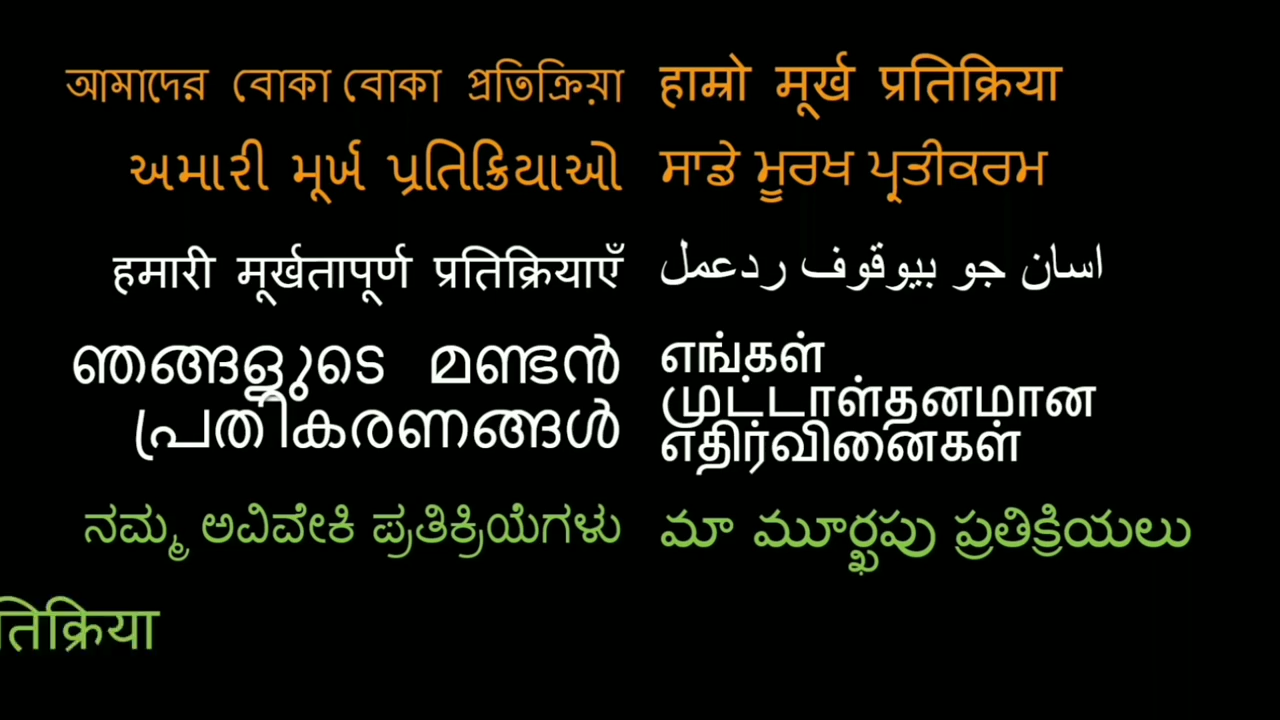 আমাদের বোকা বোকা প্রতিক্রিয়া
हाम्रो मूर्ख प्रतिक्रिया
અમારી મૂર્ખ પ્રતિક્રિયાઓ
ਸਾਡੇ ਮੂਰਖ ਪ੍ਰਤੀਕਰਮ
हमारी मूर्खतापूर्ण प्रतिक्रियाएँ
اسان جو بيوقوف ردعمل
ഞങ്ങളുടെ മണ്ടൻ
പ്രതികരണങ്ങൾ
எங்கள்
முட்டாள்தனமான
எதிர்வினைகள்
ನಮ್ಮ ಅವಿವೇಕಿ ಪ್ರತಿಕ್ರಿಯೆಗಳು
మా మూర్ఖపు ప్రతిక్రియలు
तिक्रिया